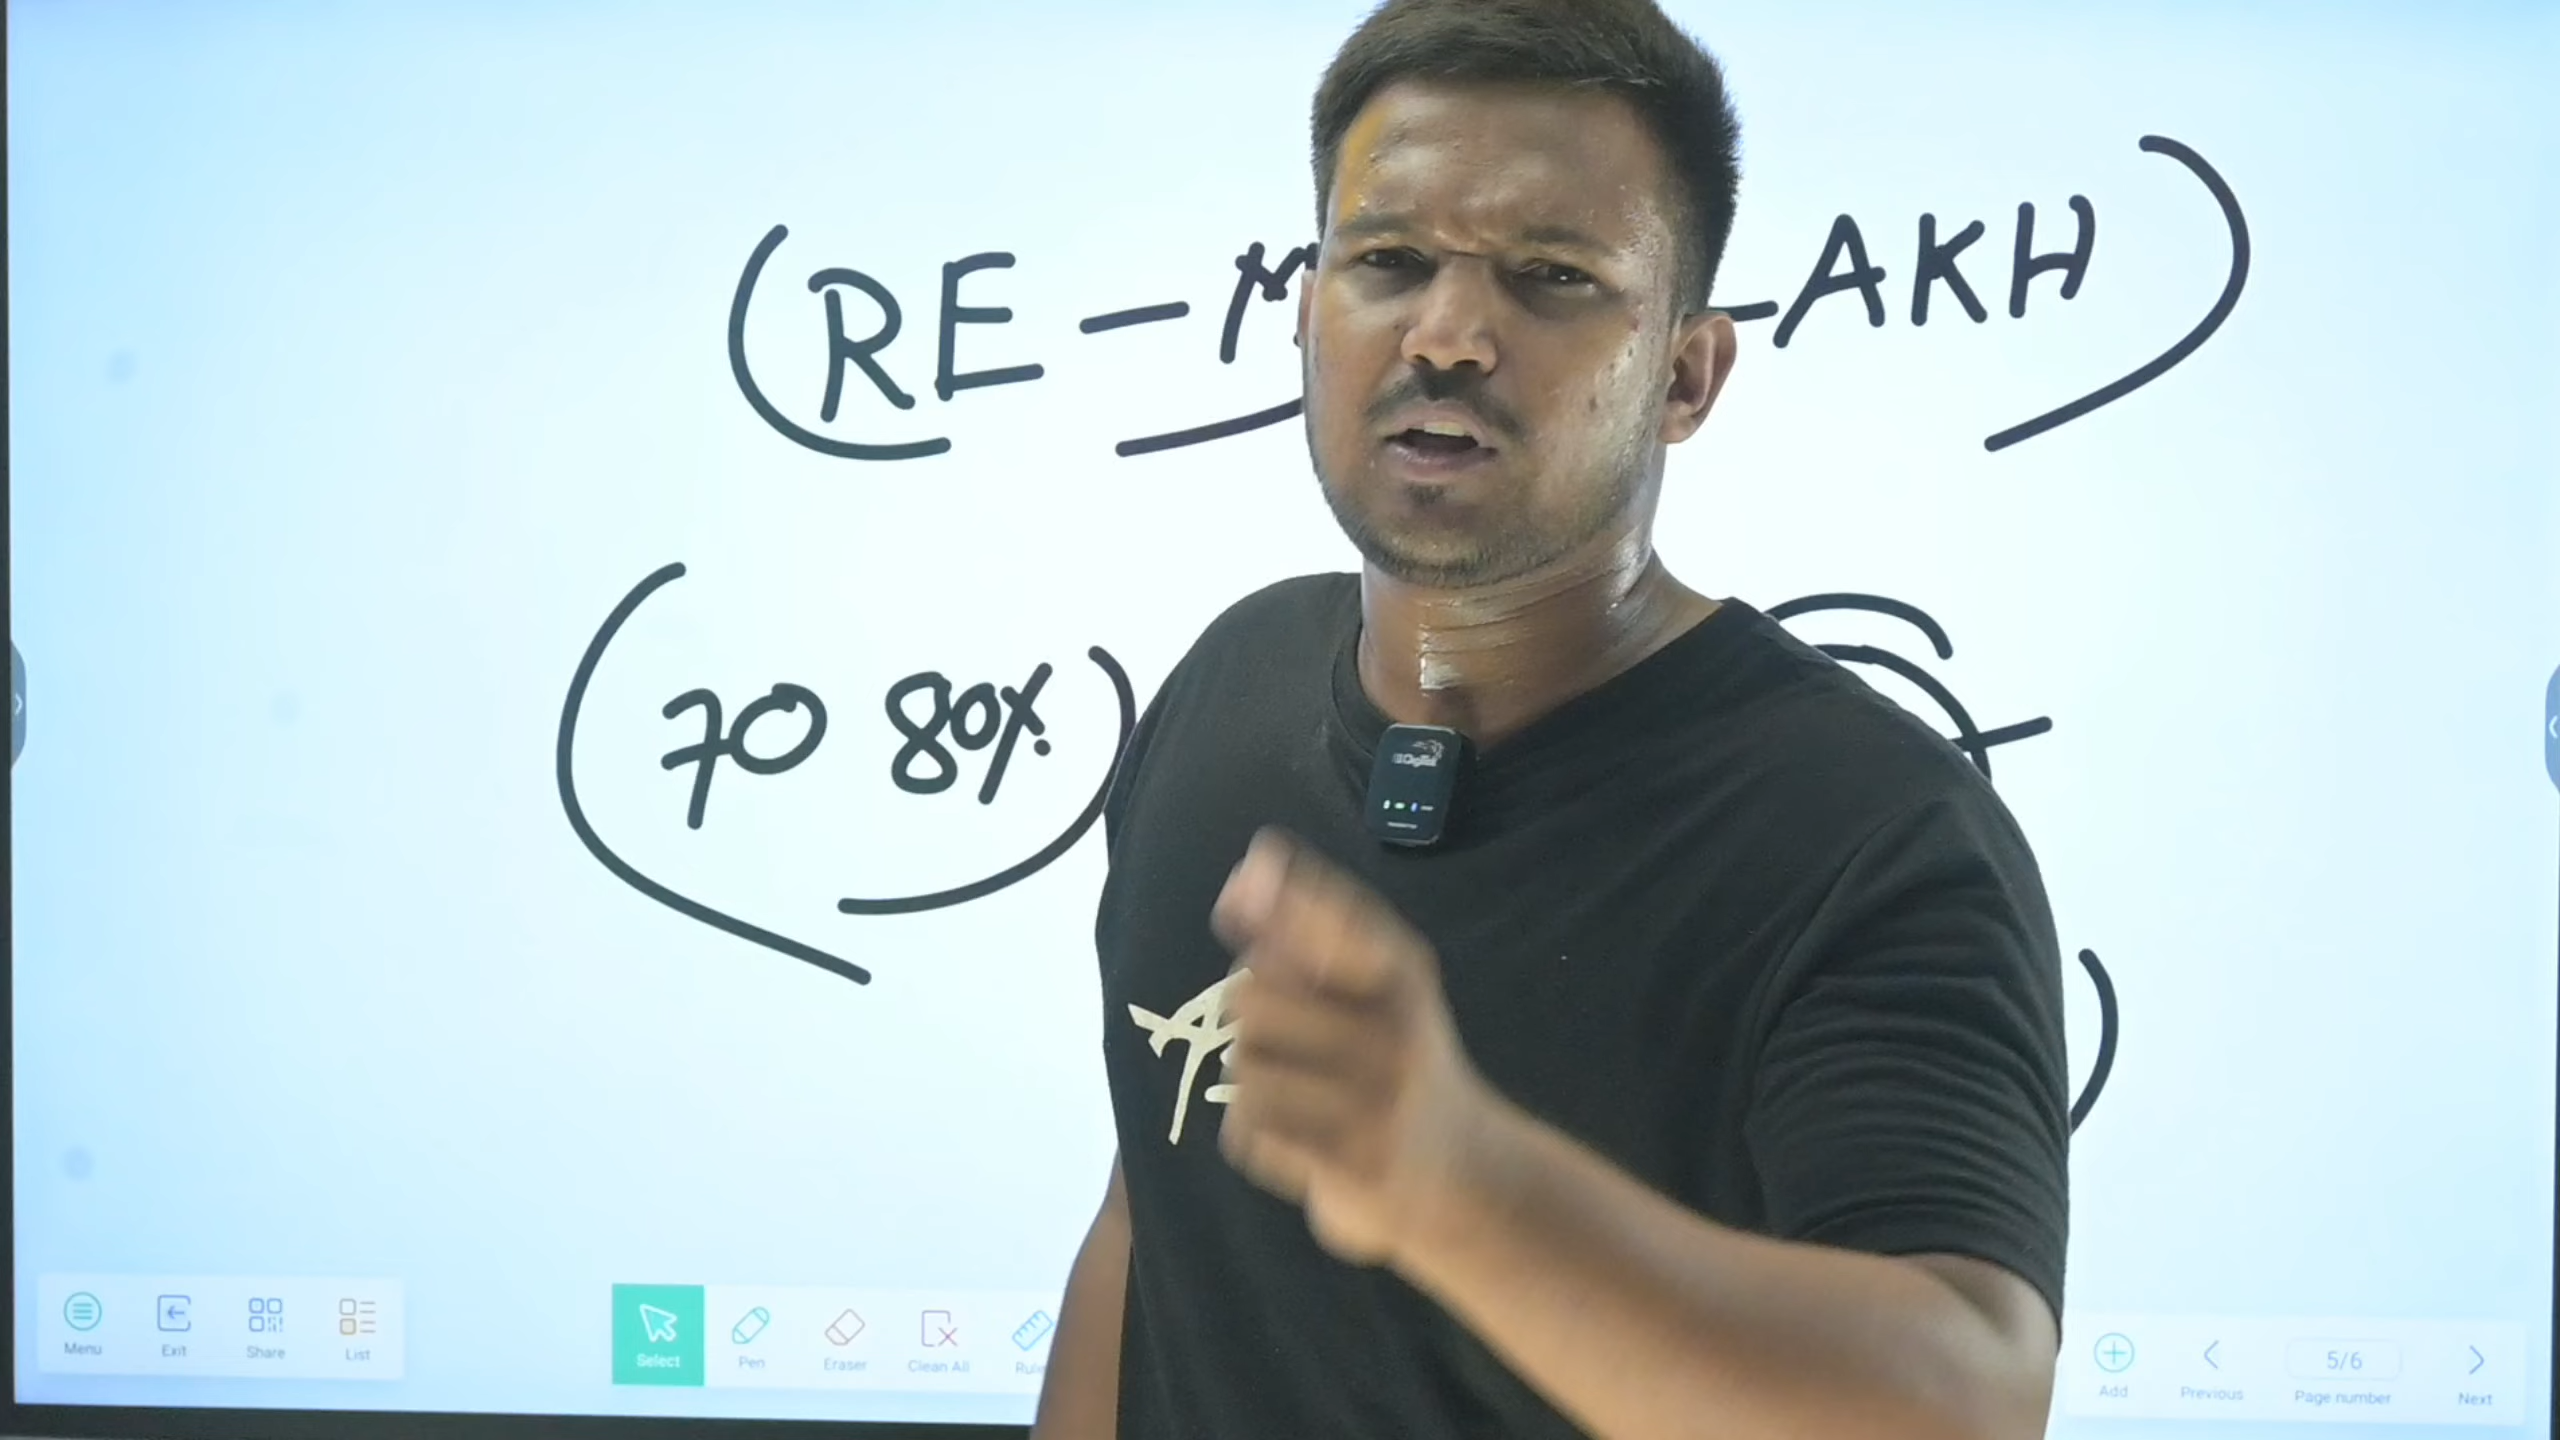 RE - M - AKH
70 80%
Menu Exit Share List Select Pen Eraser Clean All Previous 5/6 Next
Add Page number